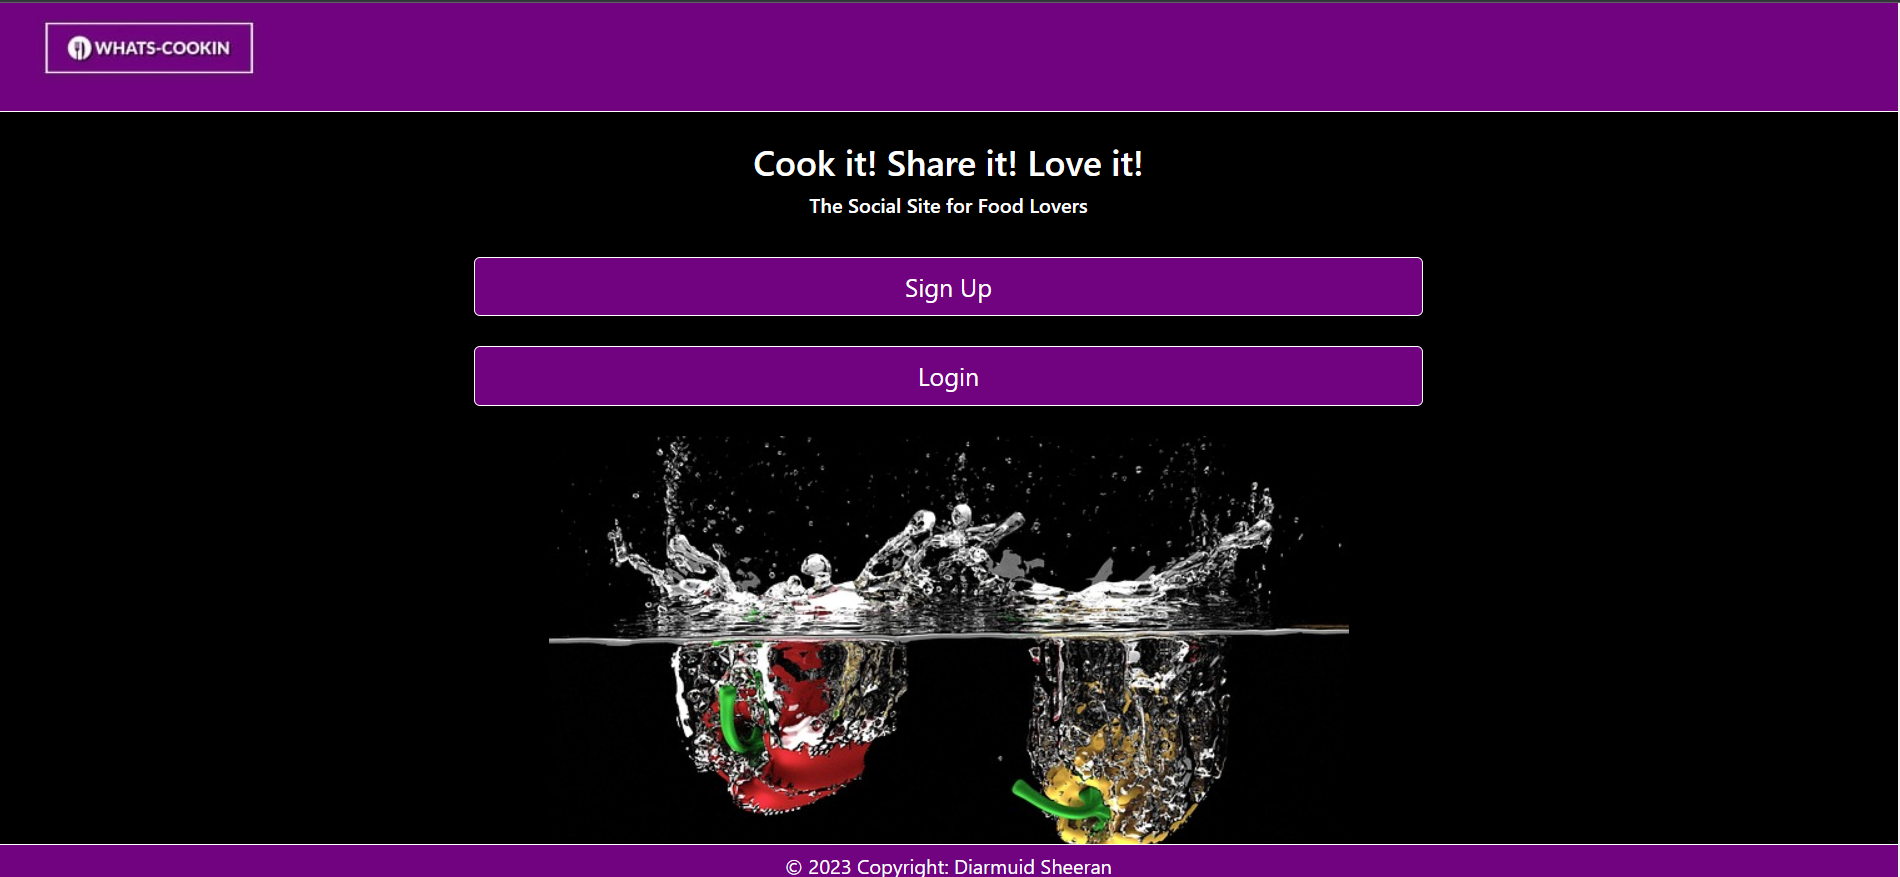 WHATS-COOKIN
Cook it! Share it! Love it!
The Social Site for Food Lovers
Sign Up
Login
© 2023 Copyright: Diarmuid Sheeran